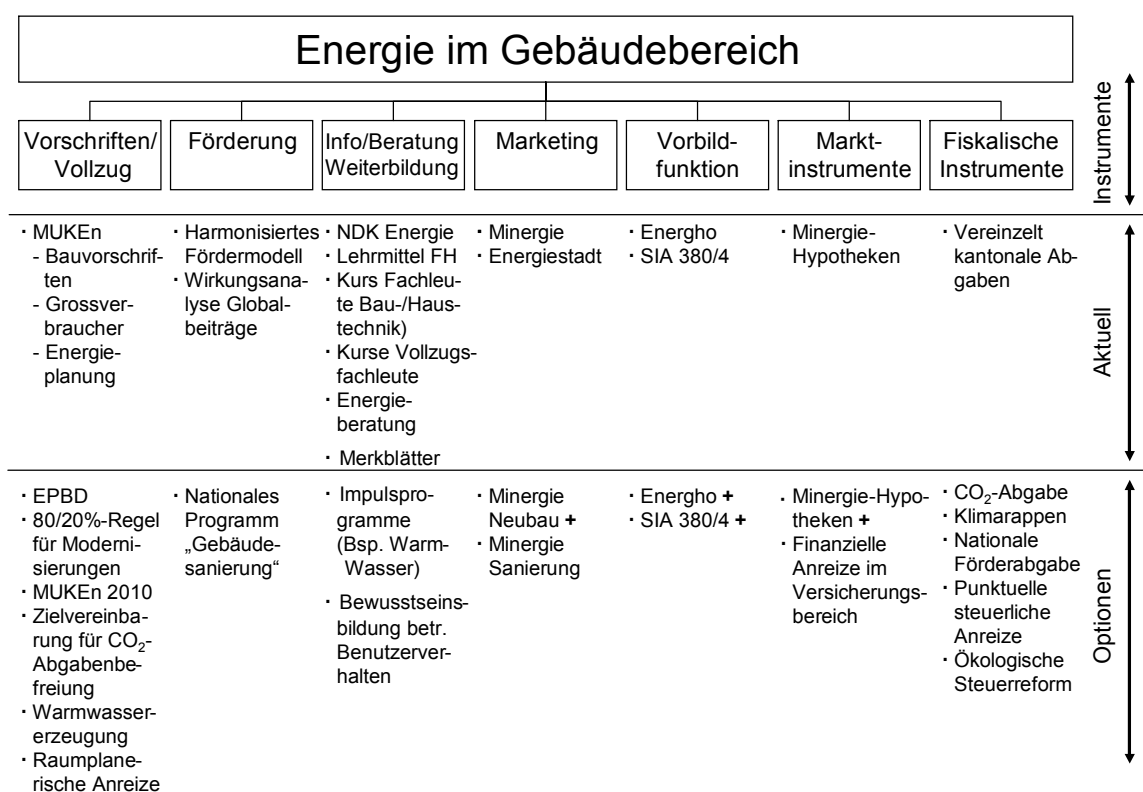 Energie im Gebäudebereich
Instrumente
Vorschriften/
Vollzug
Förderung
Info/Beratung
Weiterbildung
Marketing
Vorbild-
funktion
Markt-
instrumente
Fiskalische
Instrumente
Aktuell
· MUKEn
- Bauvorschrif-
ten
- Grossver-
braucher
- Energie-
planung
· Harmonisiertes
Fördermodell
· Wirkungsana-
lyse Global-
beiträge
· NDK Energie
· Lehrmittel FH
· Kurs Fachleu-
te Bau-/Haus-
technik)
· Kurse Vollzugs-
fachleute
· Energie-
beratung
· Merkblätter
· Minergie
· Energiestadt
· Energho
· SIA 380/4
· Minergie-
Hypotheken
· Vereinzelt
kantonale Ab-
gaben
Optionen
· EPBD
· 80/20%-Regel
für Moderni-
sierungen
· MUKEn 2010
· Zielvereinba-
rung für CO₂-
Abgabenbe-
freiung
· Warmwasser-
erzeugung
· Raumplane-
rische Anreize
· Nationales
Programm
„Gebäude-
sanierung“
· Impulspro-
gramme
(Bsp. Warm-
Wasser)
· Bewusstseins-
bildung betr.
Benutzerver-
halten
· Minergie
Neubau +
· Minergie
Sanierung
· Energho +
· SIA 380/4 +
· Minergie-Hypo-
theken +
· Finanzielle
Anreize im
Versicherungs-
bereich
· CO₂-Abgabe
· Klimarappen
· Nationale
Förderabgabe
· Punktuelle
steuerliche
Anreize
· Ökologische
Steuerreform